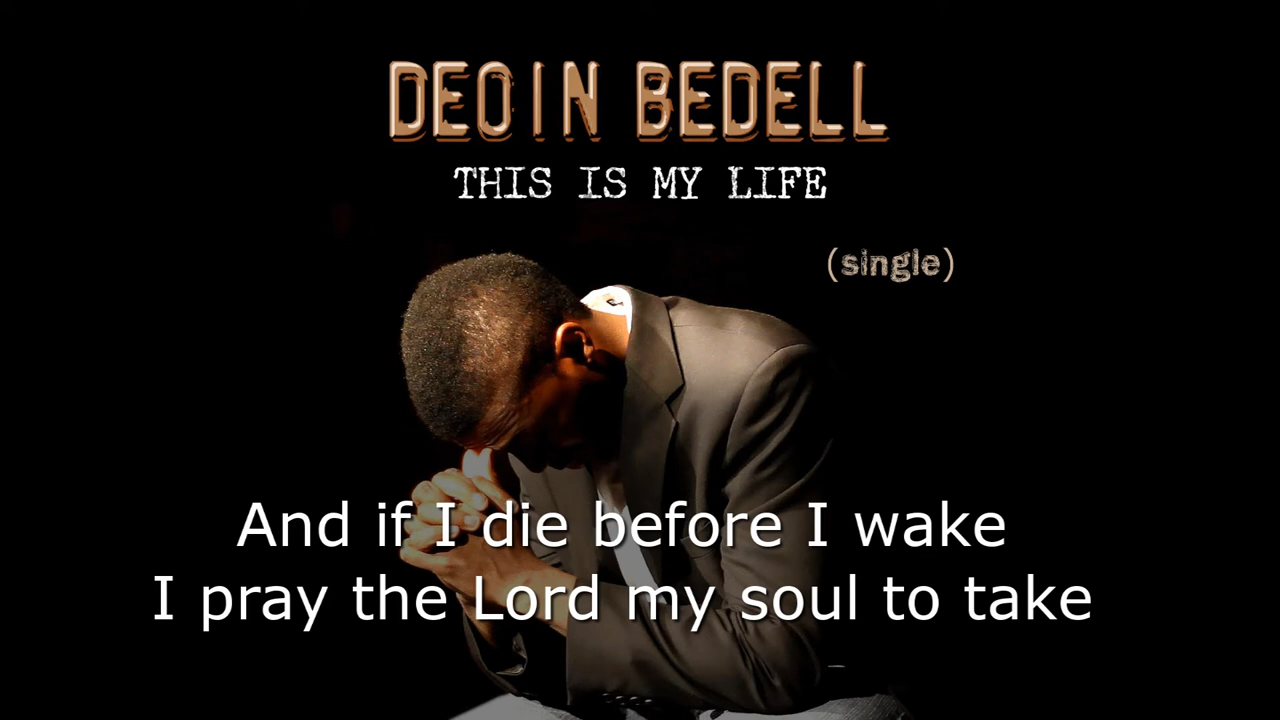 DEOIN BEDELL
THIS IS MY LIFE
(single)
And if I die before I wake
I pray the Lord my soul to take